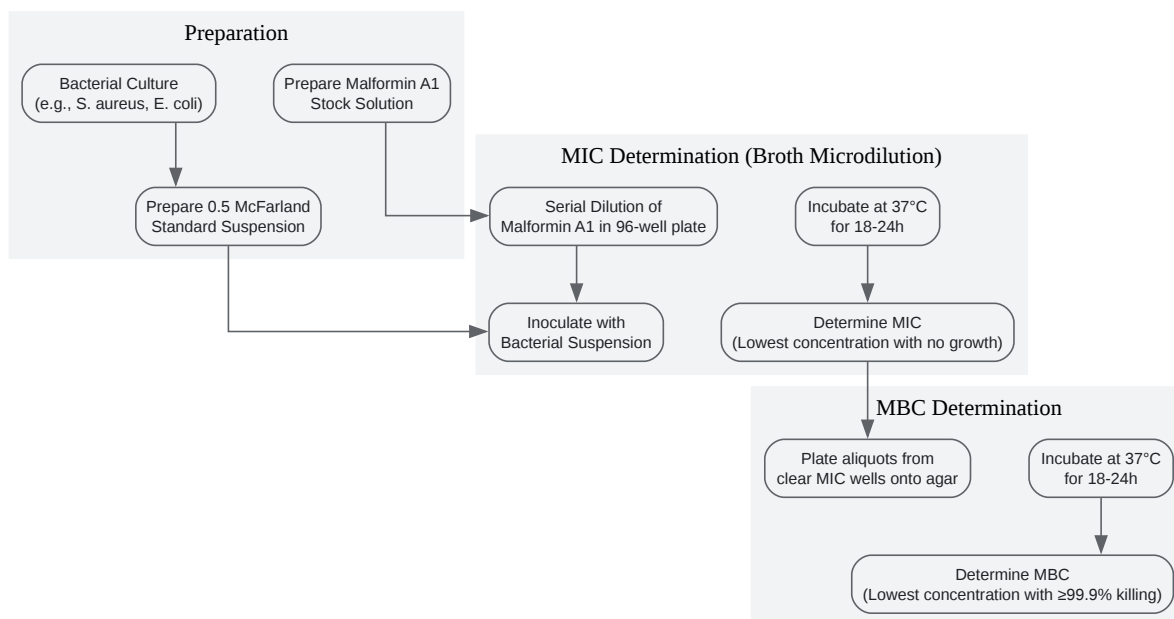 Preparation
Bacterial Culture
(e.g., S. aureus, E. coli)
Prepare Malformin A1
Stock Solution
Prepare 0.5 McFarland
Standard Suspension
MIC Determination (Broth Microdilution)
Serial Dilution of
Malformin A1 in 96-well plate
Incubate at 37°C
for 18-24h
Inoculate with
Bacterial Suspension
Determine MIC
(Lowest concentration with no growth)
MBC Determination
Plate aliquots from
clear MIC wells onto agar
Incubate at 37°C
for 18-24h
Determine MBC
(Lowest concentration with ≥99.9% killing)